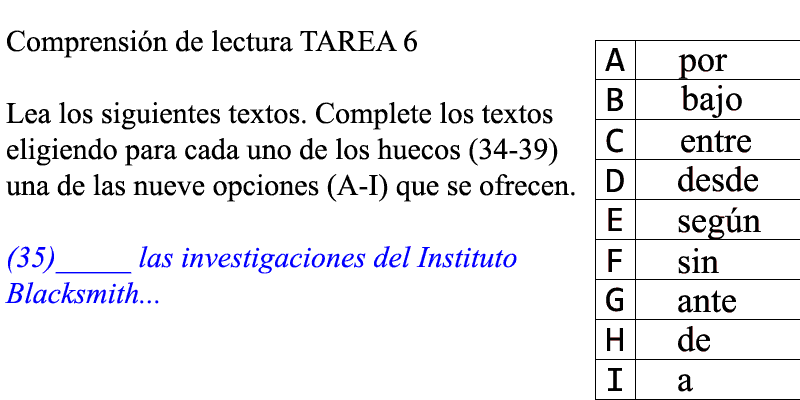 Comprensión de lectura TAREA 6
Lea los siguientes textos. Complete los textos
eligiendo para cada uno de los huecos (34-39)
una de las nueve opciones (A-I) que se ofrecen.
(35)_____ las investigaciones del Instituto
Blacksmith...
A por
B bajo
C entre
D desde
E según
F sin
G ante
H de
I a